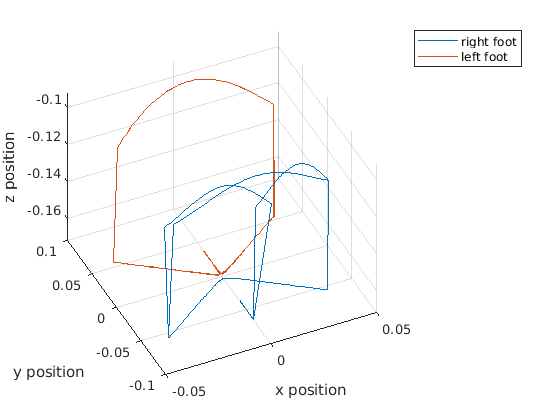 right foot
left foot
-0.1
-0.12
-0.14
-0.16
z position
0.1
0.05
0
-0.05
-0.1
y position
-0.05
0
0.05
x position